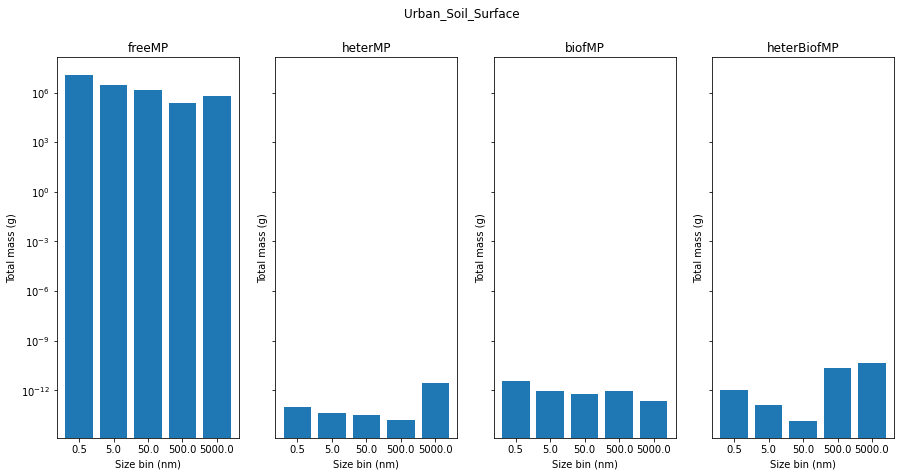 Urban_Soil_Surface
freeMP
heterMP
biofMP
heterBiofMP
Total mass (g)
10^6
10^3
10^0
10^-3
10^-6
10^-9
10^-12
Total mass (g)
Total mass (g)
Total mass (g)
0.5 5.0 50.0 500.0 5000.0
0.5 5.0 50.0 500.0 5000.0
0.5 5.0 50.0 500.0 5000.0
0.5 5.0 50.0 500.0 5000.0
Size bin (nm)
Size bin (nm)
Size bin (nm)
Size bin (nm)